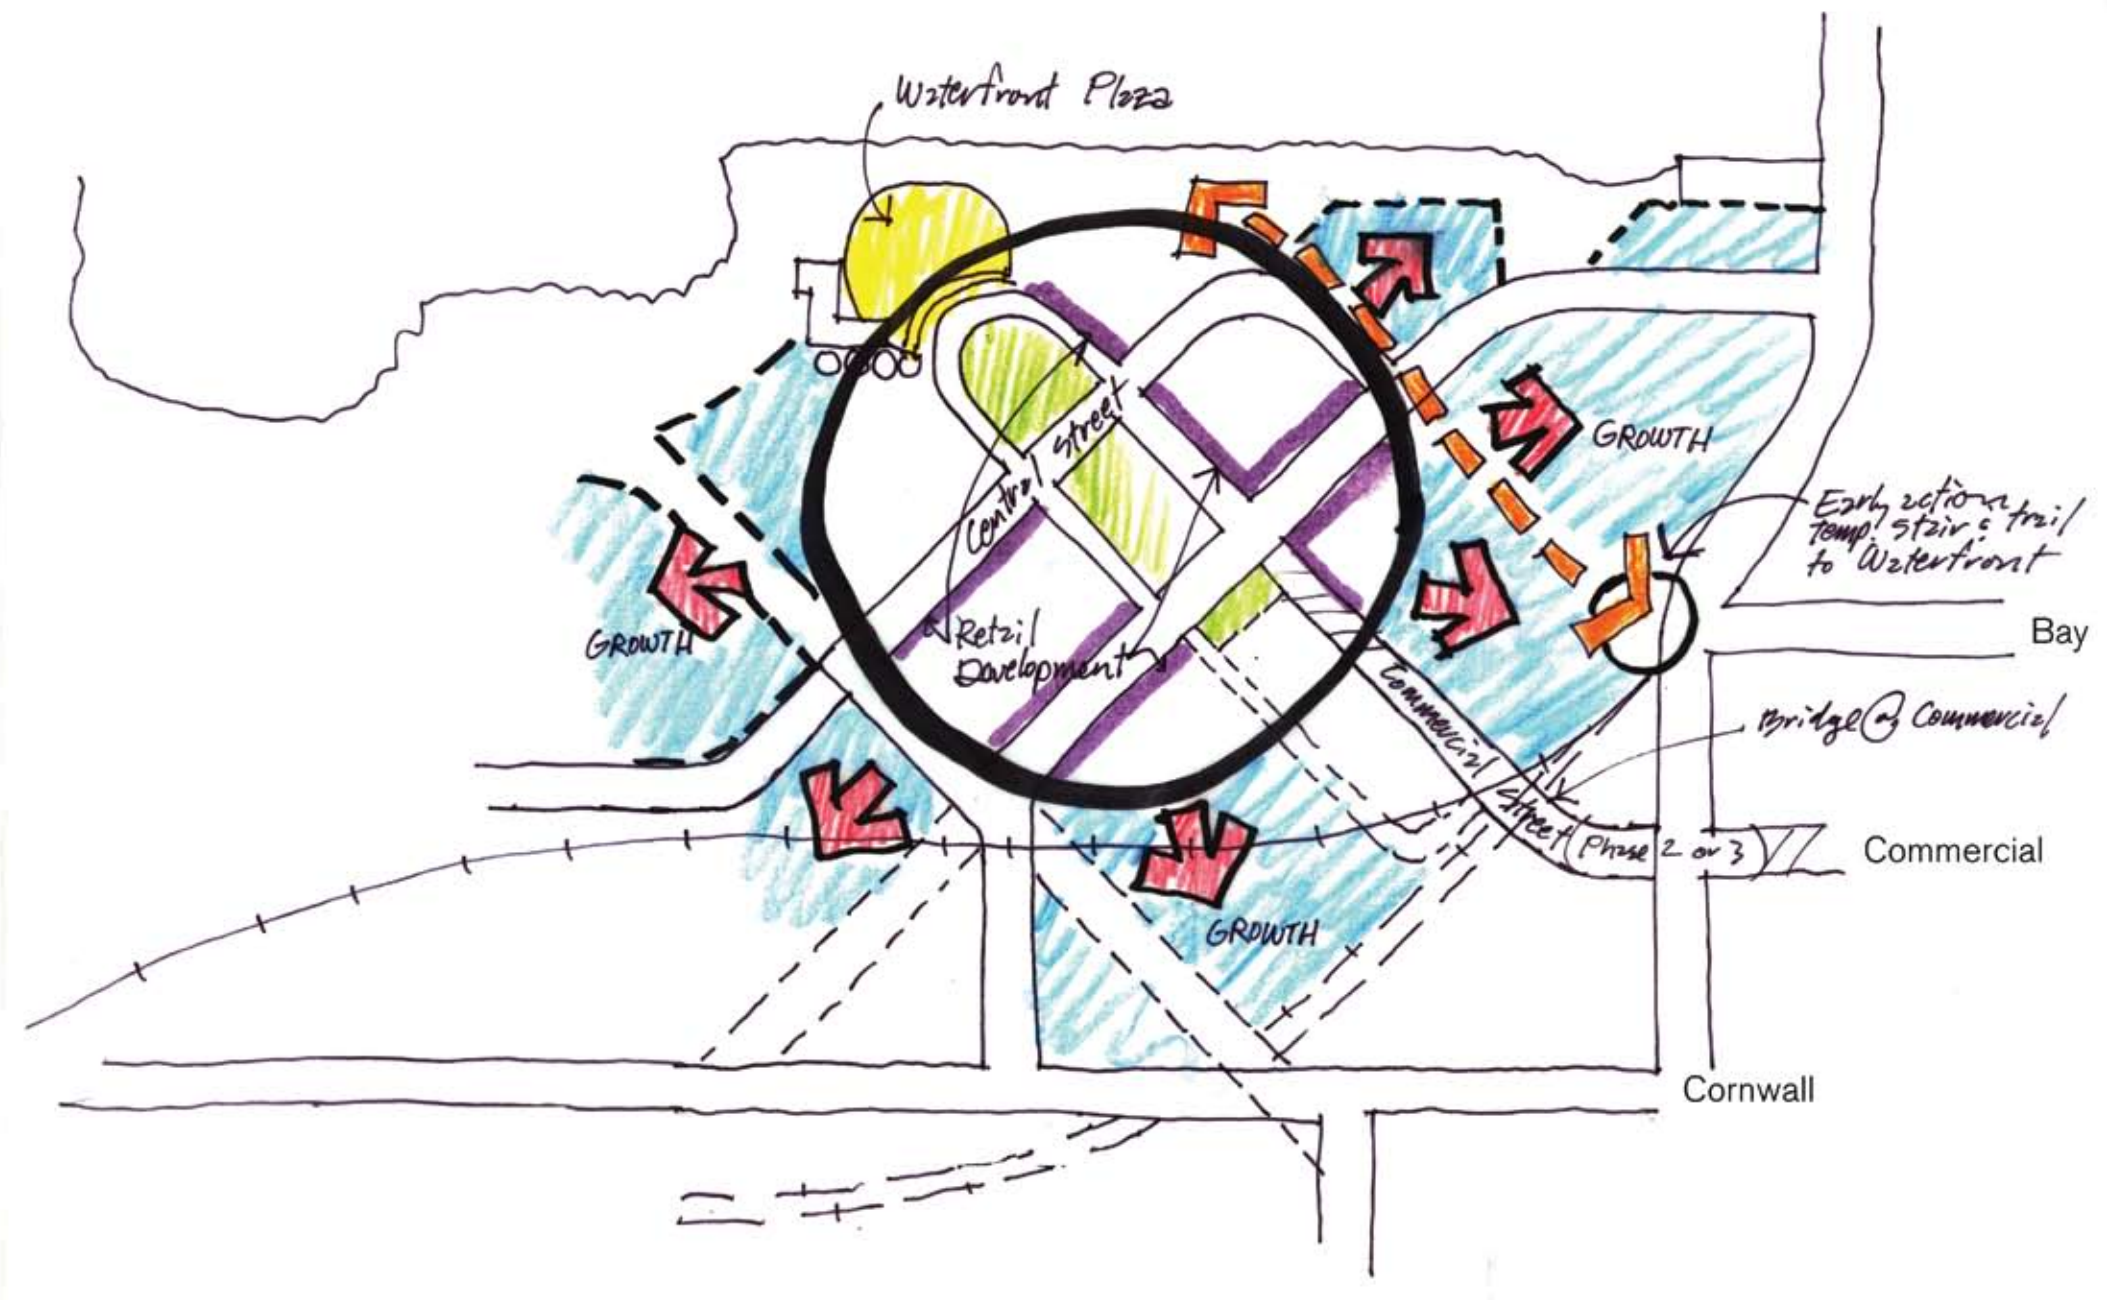 Waterfront Plaza
Central Street
GROWTH
Early action
temp. stair & trail
to Waterfront
Bay
GROWTH
Retail
Development
Commercial Street
Bridge @ Commercial
(Phase 2 or 3)
Commercial
GROWTH
Cornwall